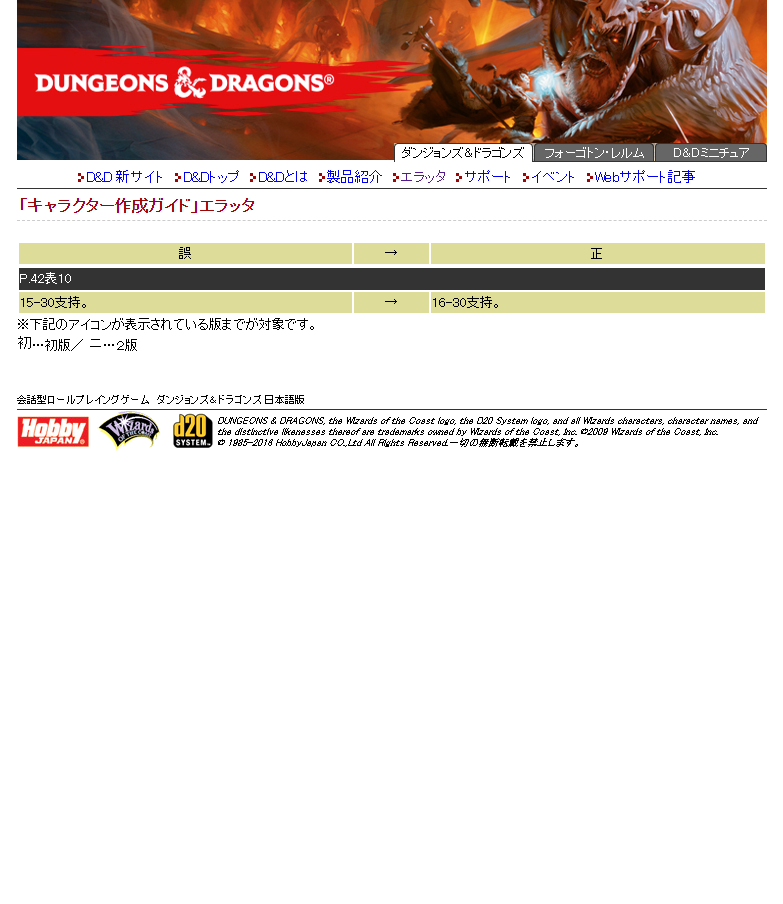 DUNGEONS & DRAGONS®
ダンジョンズ&ドラゴンズ フォーゴトン・レルム D&Dミニチュア
D&D 新サイト D&Dトップ D&Dとは 製品紹介 エラッタ サポート イベント Webサポート記事
「キャラクター作成ガイド」エラッタ
誤 → 正
P.42表10
15-30支持。 → 16-30支持。
※下記のアイコンが表示されている版までが対象です。
初…初版／ 二…2版
会話型ロールプレイングゲーム ダンジョンズ&ドラゴンズ日本語版
Hobby JAPAN Wizards OF THE COAST d20 SYSTEM
DUNGEONS & DRAGONS, the Wizards of the Coast logo, the D20 System logo, and all Wizards characters, character names, and
the distinctive likenesses thereof are trademarks owned by Wizards of the Coast, Inc. ©2009 Wizards of the Coast, Inc.
© 1985-2016 HobbyJapan CO.,Ltd All Rights Reserved.一切の無断転載を禁止します。